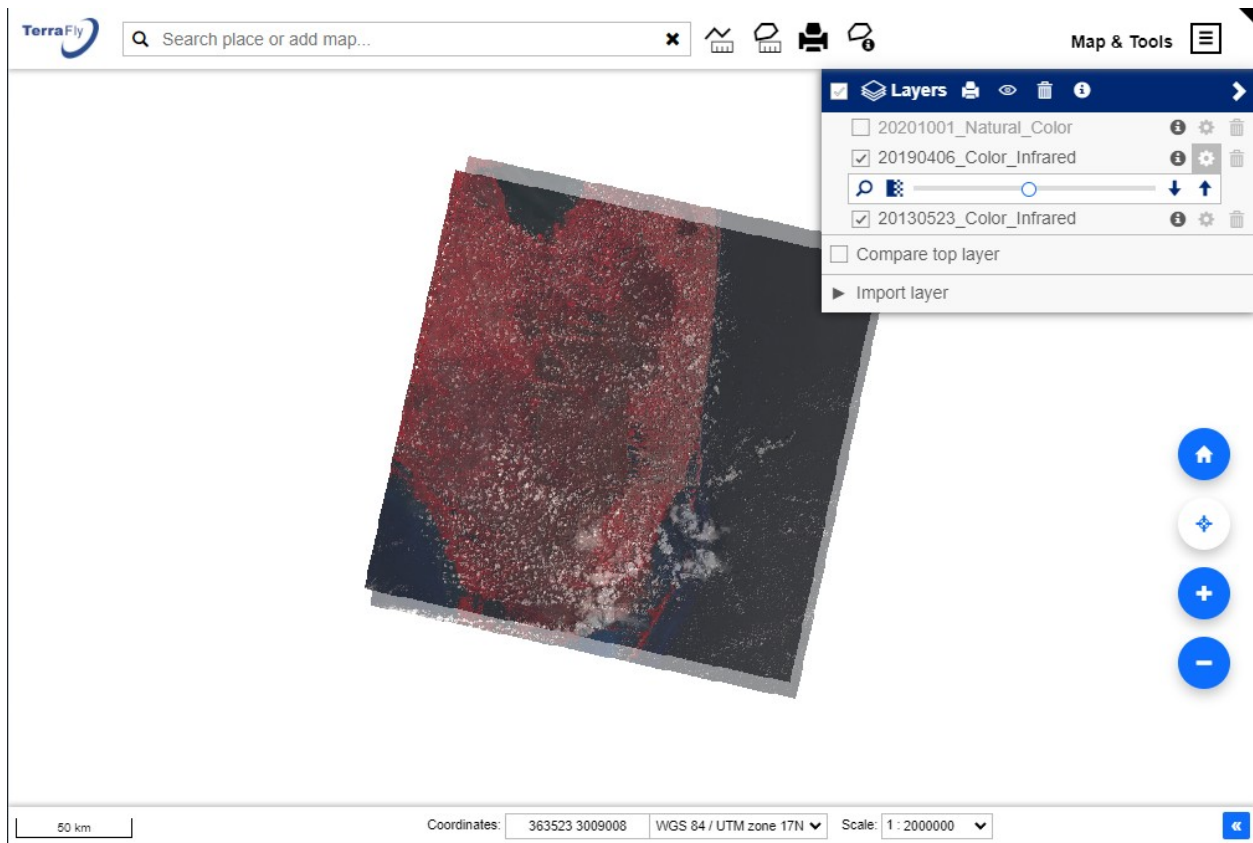 TerraFly
Search place or add map...
Map & Tools
Layers
20201001_Natural_Color
20190406_Color_Infrared
20130523_Color_Infrared
Compare top layer
Import layer
50 km
Coordinates: 363523 3009008 WGS 84 / UTM zone 17N Scale: 1 : 2000000